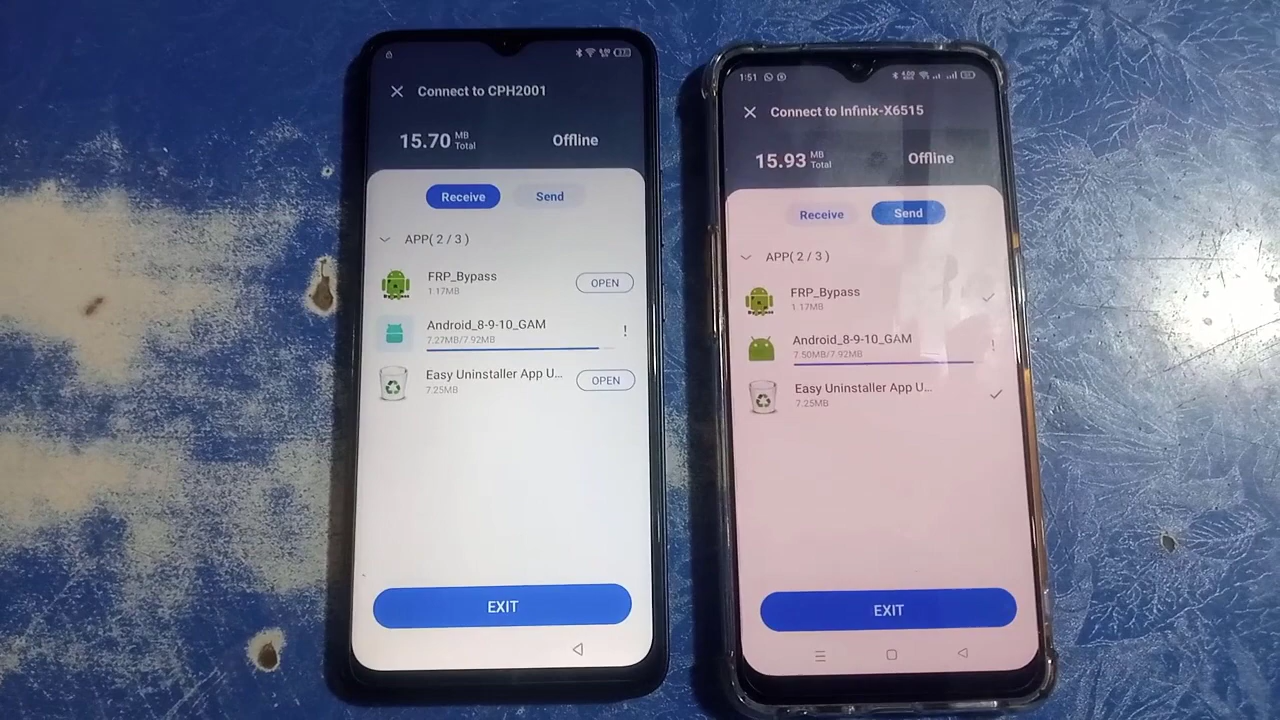 Connect to CPH2001
15.70 MB Total Offline
Receive Send
APP( 2 / 3 )
FRP_Bypass
1.17MB
OPEN
Android_8-9-10_GAM
7.27MB/7.92MB
!
Easy Uninstaller App U...
7.25MB
OPEN
EXIT
1:51
Connect to Infinix-X6515
15.93 MB Total Offline
Receive Send
APP( 2 / 3 )
FRP_Bypass
1.17MB
Android_8-9-10_GAM
7.50MB/7.92MB
!
Easy Uninstaller App U...
7.25MB
EXIT